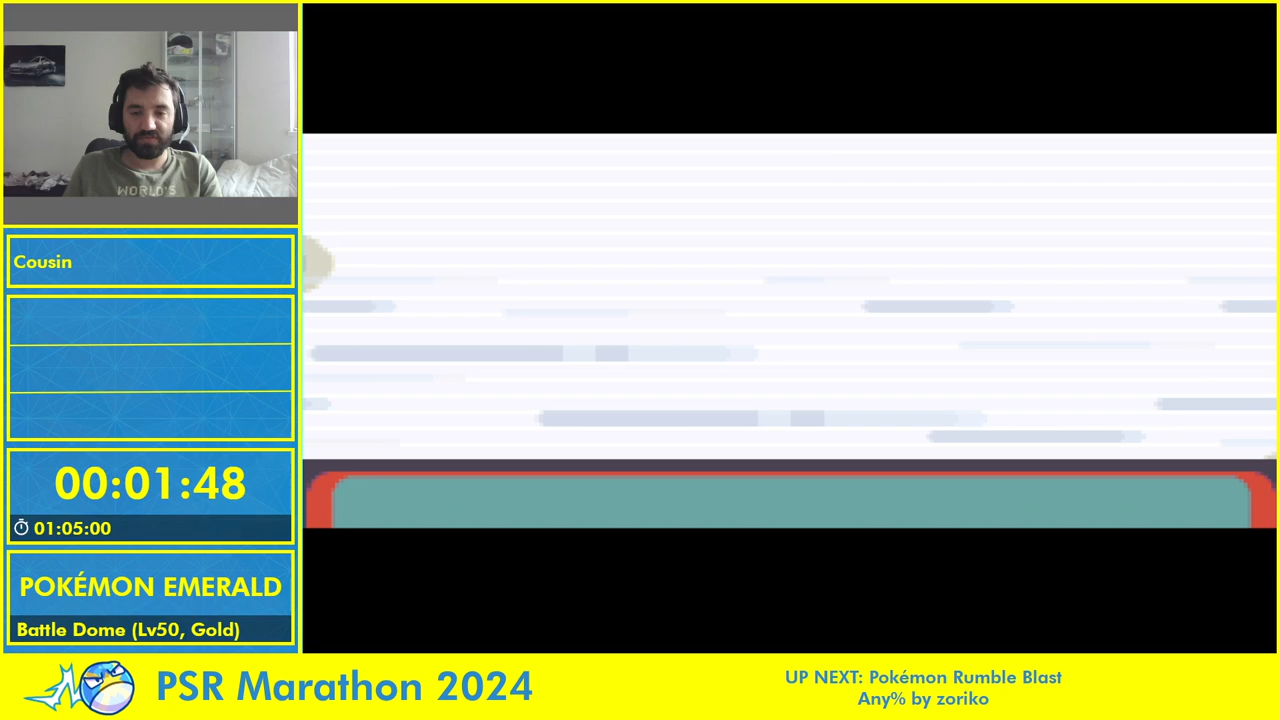 WORLD'S
Cousin
00:01:48
01:05:00
POKÉMON EMERALD
Battle Dome (Lv50, Gold)
PSR Marathon 2024
UP NEXT: Pokémon Rumble Blast
Any% by zoriko